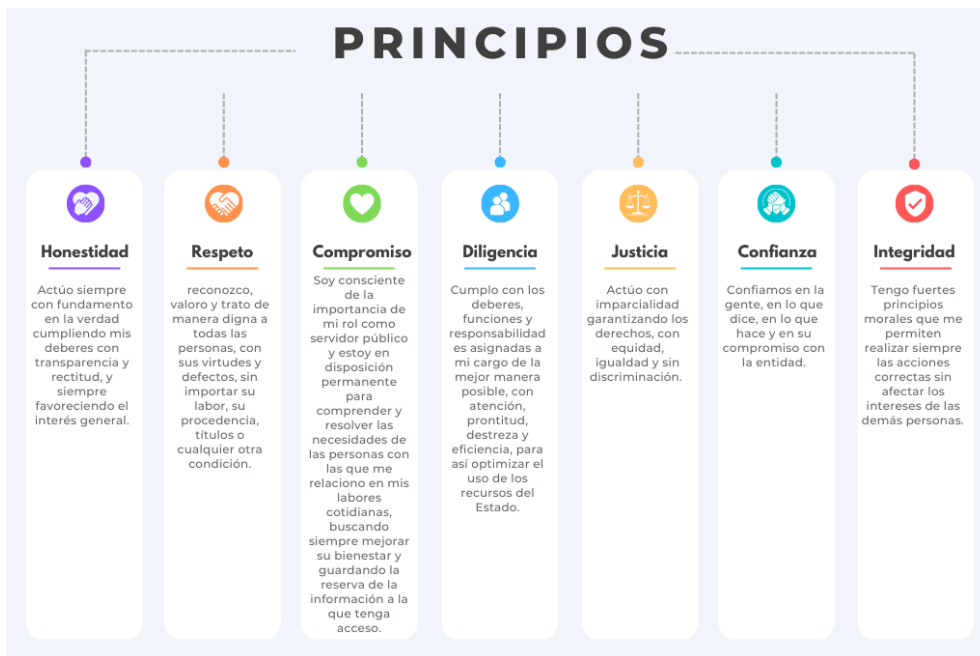 PRINCIPIOS
Honestidad
Actúo siempre
con fundamento
en la verdad
cumpliendo mis
deberes con
transparencia y
rectitud, y
siempre
favoreciendo el
interés general.
Respeto
reconozco,
valoro y trato de
manera digna a
todas las
personas, con
sus virtudes y
defectos, sin
importar su
labor, su
procedencia,
títulos o
cualquier otra
condición.
Compromiso
Soy consciente
de la
importancia de
mi rol como
servidor público
y estoy en
disposición
permanente
para
comprender y
resolver las
necesidades de
las personas con
las que me
relaciono en mis
labores
cotidianas,
buscando
siempre mejorar
su bienestar y
guardando la
reserva de la
información a la
que tenga
acceso.
Diligencia
Cumplo con los
deberes,
funciones y
responsabilidad
es asignadas a
mi cargo de la
mejor manera
posible, con
atención,
prontitud,
destreza y
eficiencia, para
así optimizar el
uso de los
recursos del
Estado.
Justicia
Actúo con
imparcialidad
garantizando los
derechos, con
equidad,
igualdad y sin
discriminación.
Confianza
Confiamos en la
gente, en lo que
dice, en lo que
hace y en su
compromiso con
la entidad.
Integridad
Tengo fuertes
principios
morales que me
permiten
realizar siempre
las acciones
correctas sin
afectar los
intereses de las
demás personas.